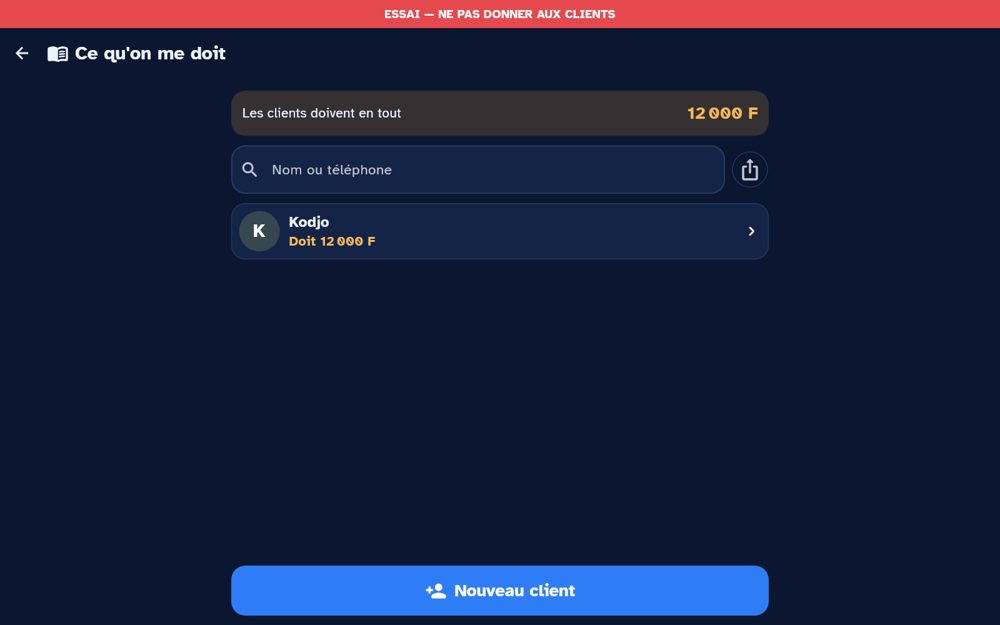 ESSAI — NE PAS DONNER AUX CLIENTS
Ce qu'on me doit
Les clients doivent en tout
12 000 F
Nom ou téléphone
K
Kodjo
Doit 12 000 F
Nouveau client